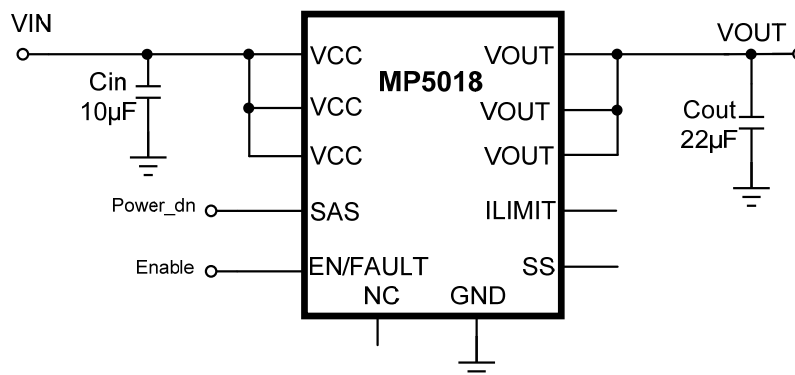 VIN
VOUT
VCC
VOUT
MP5018
Cin
10µF
VCC
VOUT
Cout
22µF
VCC
VOUT
Power_dn
SAS
ILIMIT
Enable
EN/FAULT
SS
NC
GND